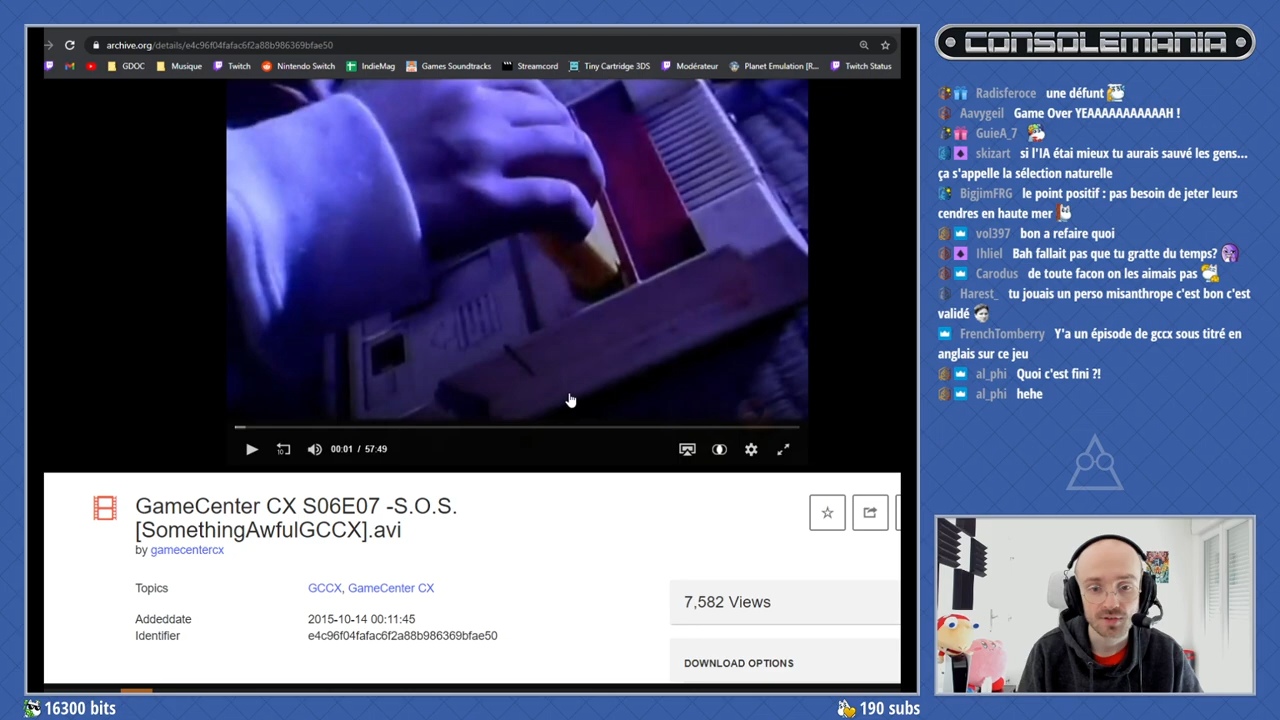 archive.org/details/e4c96f04fafac6f2a88b986369bfae50
GDOC Musique Twitch Nintendo Switch IndieMag Games Soundtracks Streamcord Tiny Cartridge 3DS Modérateur Planet Emulation [R... Twitch Status
10 00:01 / 57:49
GameCenter CX S06E07 -S.O.S.
[SomethingAwfulGCCX].avi
by gamecentercx
Topics GCCX, GameCenter CX
Addeddate 2015-10-14 00:11:45
Identifier e4c96f04fafac6f2a88b986369bfae50
7,582 Views
DOWNLOAD OPTIONS
CONSOLEMANIA
Radisferoce une défunt
Aavygeil Game Over YEAAAAAAAAAAH !
GuieA_7
skizart si l'IA étai mieux tu aurais sauvé les gens...
ça s'appelle la sélection naturelle
BigjimFRG le point positif : pas besoin de jeter leurs
cendres en haute mer
vol397 bon a refaire quoi
Ihliel Bah fallait pas que tu gratte du temps?
Carodus de toute facon on les aimais pas
Harest_ tu jouais un perso misanthrope c'est bon c'est
validé
FrenchTomberry Y'a un épisode de gccx sous titré en
anglais sur ce jeu
al_phi Quoi c'est fini ?!
al_phi hehe
16300 bits
190 subs